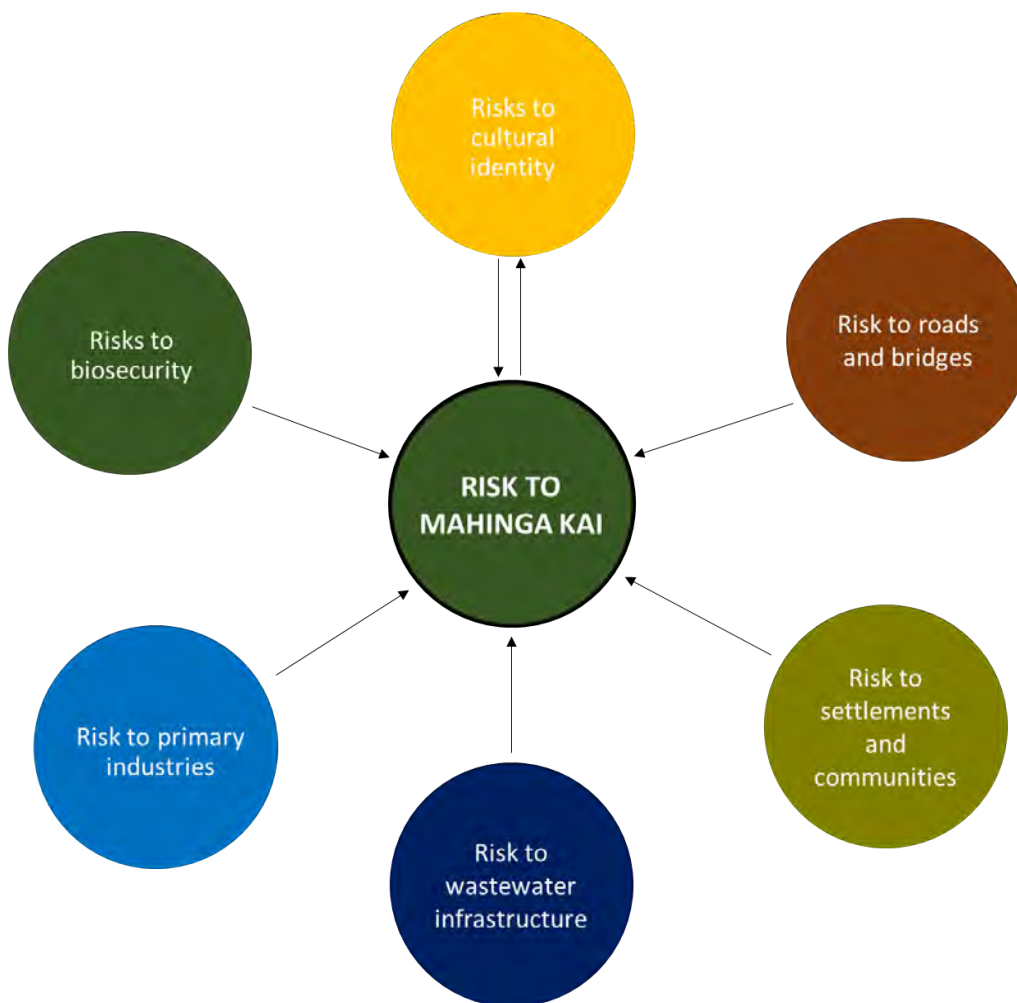 Risks to
cultural
identity
Risks to
biosecurity
Risk to roads
and bridges
RISK TO
MAHINGA KAI
Risk to primary
industries
Risk to
settlements
and
communities
Risk to
wastewater
infrastructure